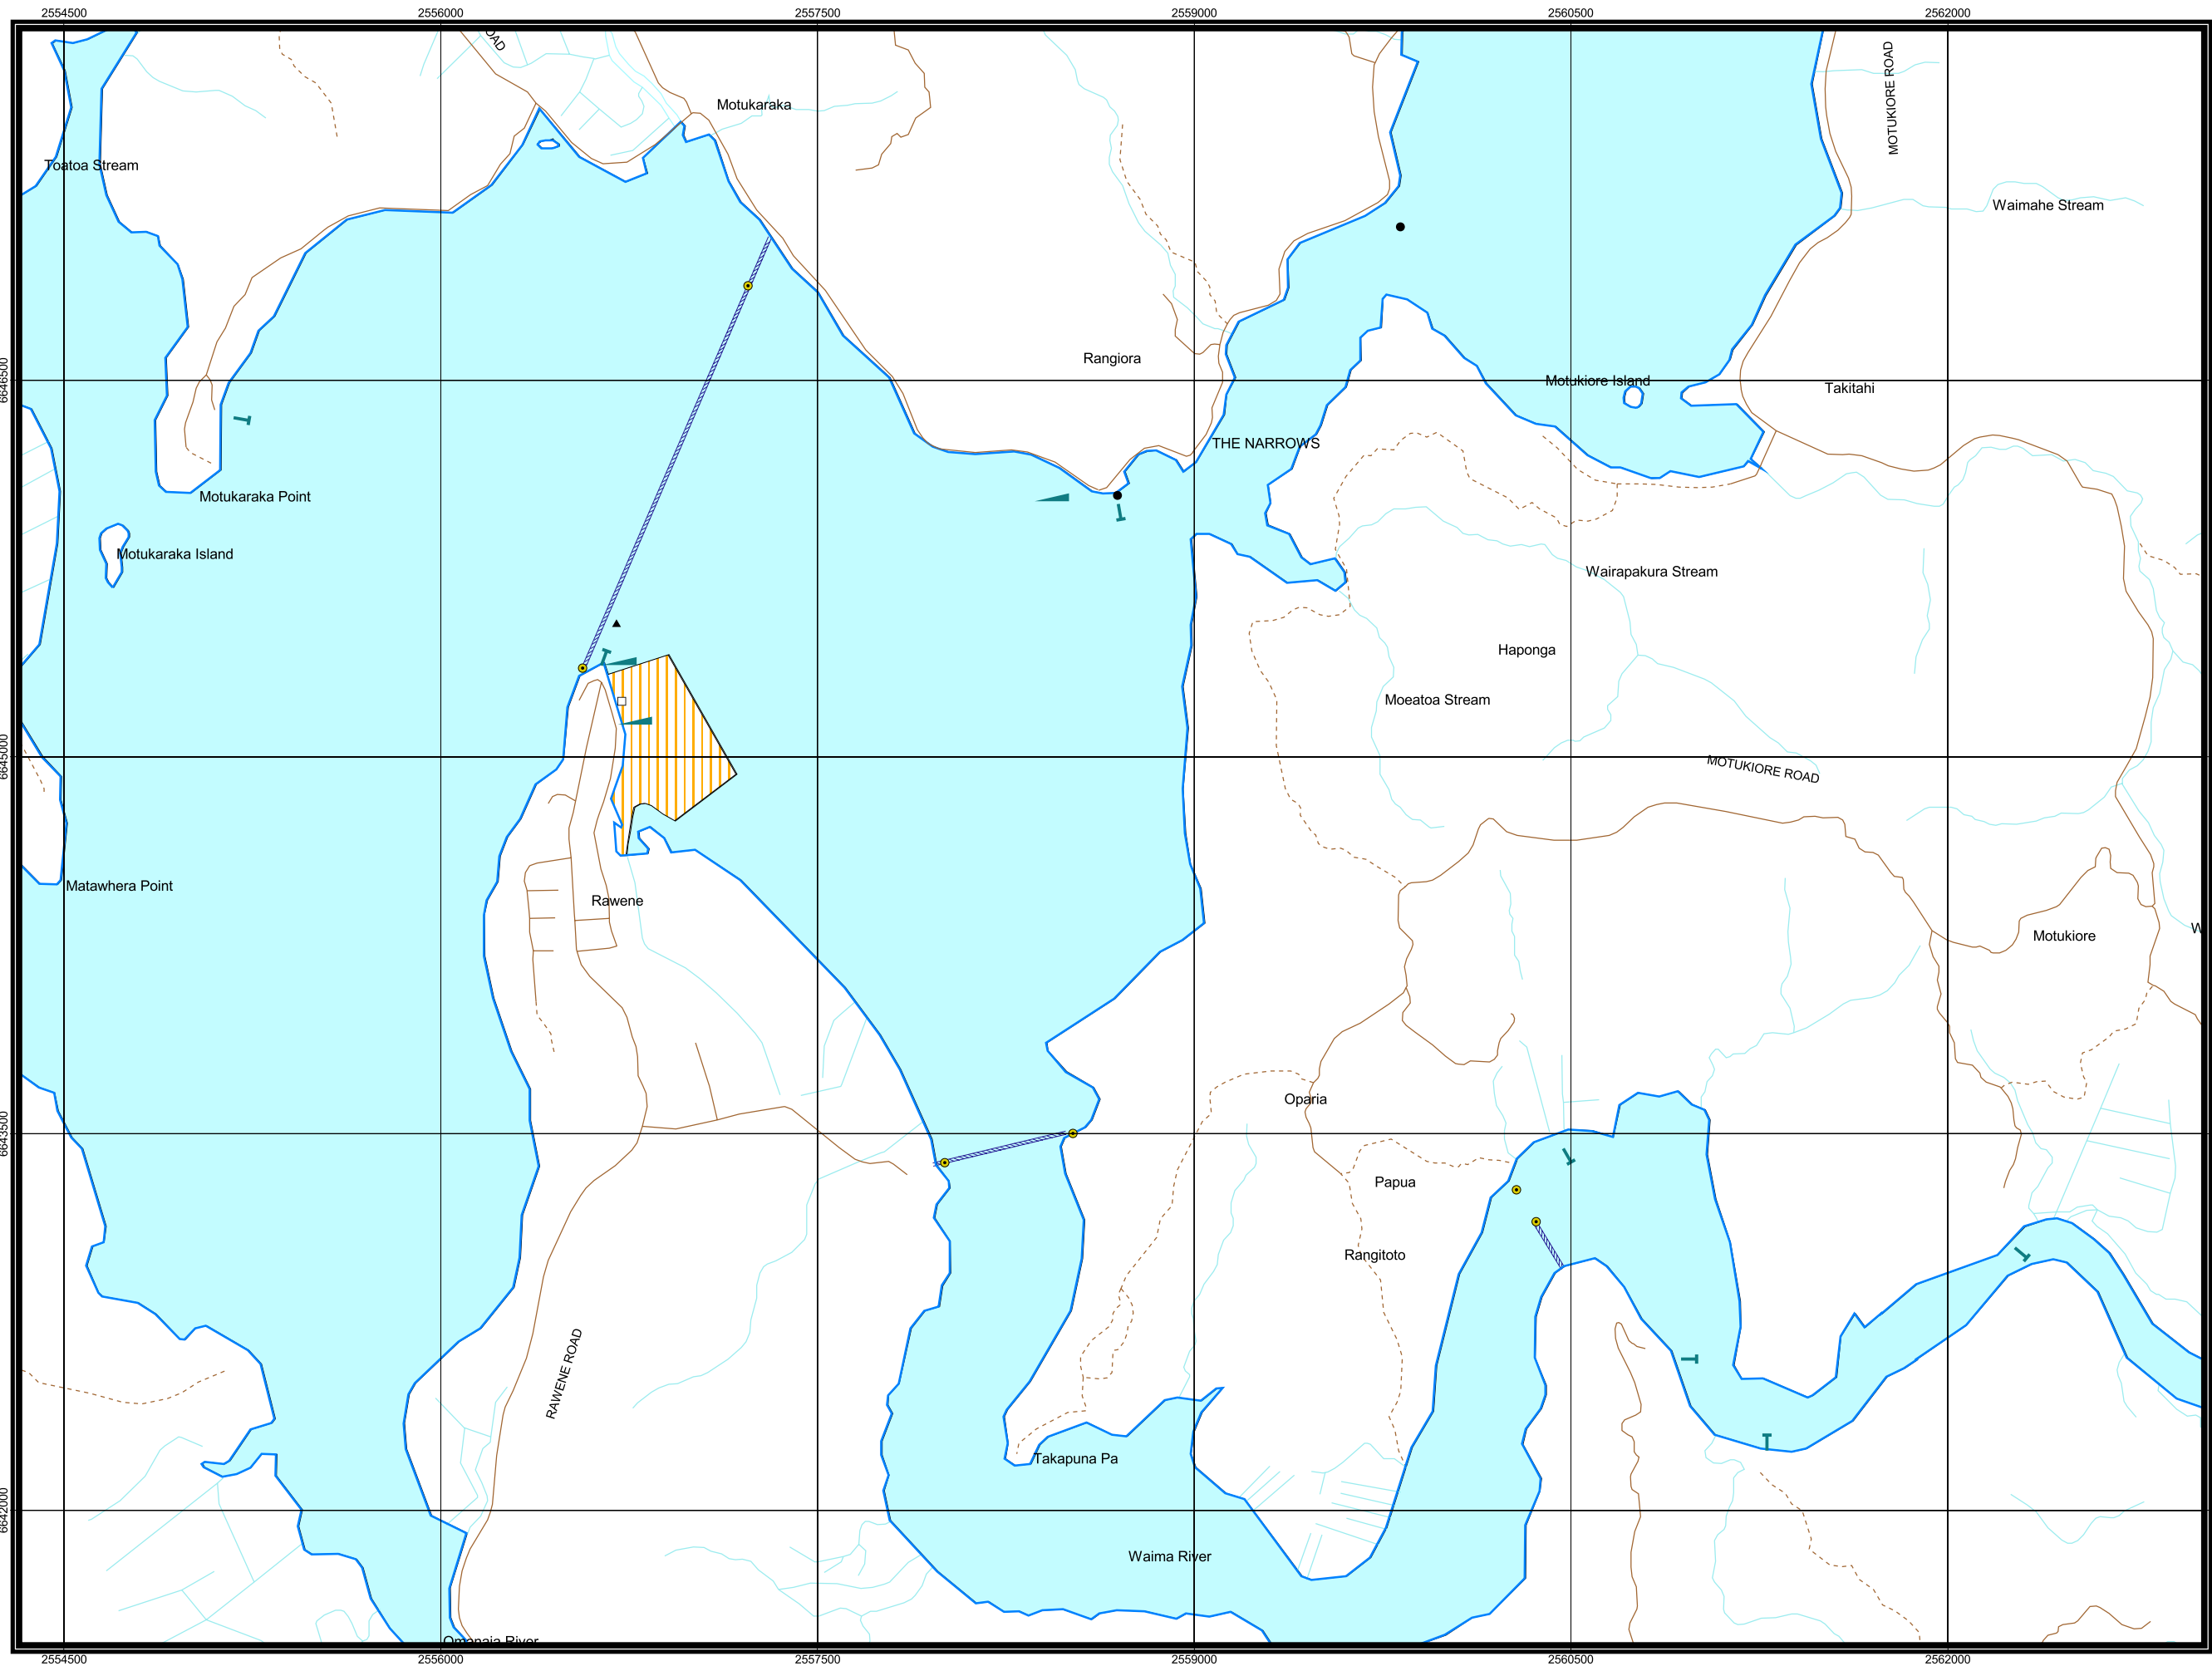 2554500 2556000 2557500 2559000 2560500 2562000
ROAD
MOTUKIORE ROAD
Motukaraka
Toatoa Stream
Waimahe Stream
Rangiora
6646500
Motukiore Island
Takitahi
THE NARROWS
Motukaraka Point
Motukaraka Island
Wairapakura Stream
Haponga
Moeatoa Stream
6645000
MOTUKIORE ROAD
Matawhera Point
Rawene
W
Motukiore
Oparia
6643500
Papua
Rangitoto
RAWENE ROAD
Takapuna Pa
6642000
Waima River
Omanaia River
2554500 2556000 2557500 2559000 2560500 2562000